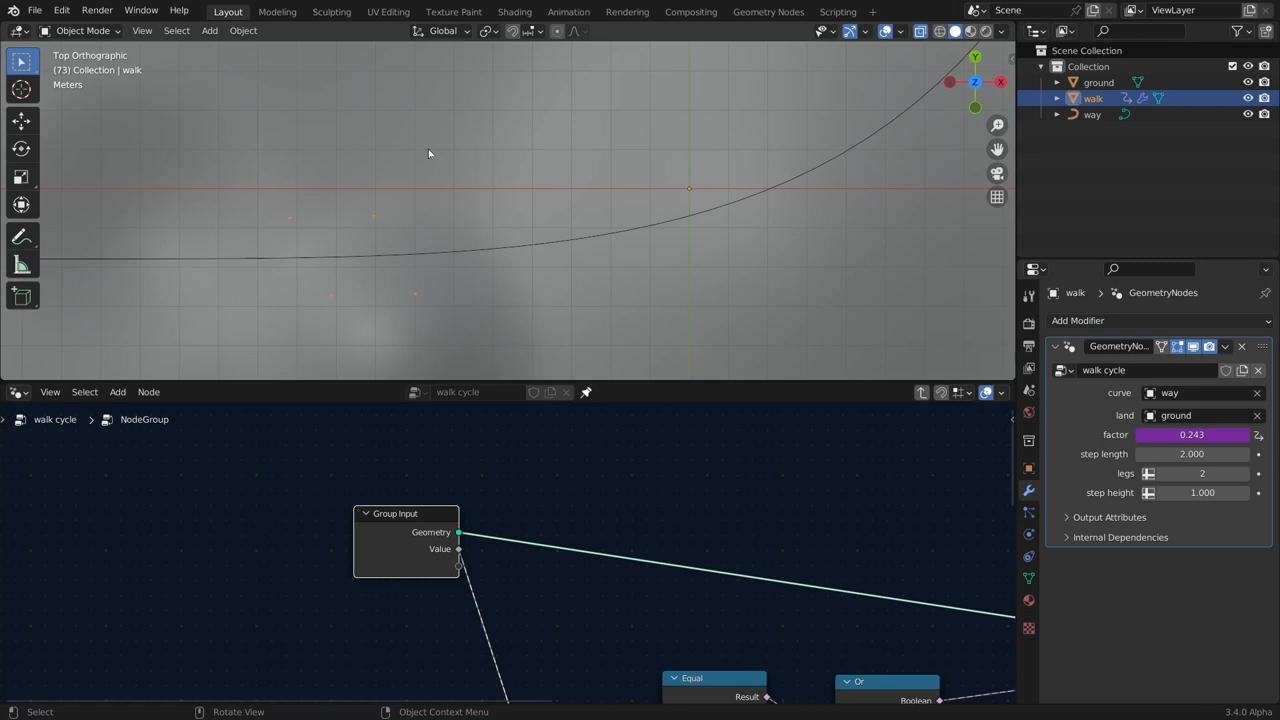 File Edit Render Window Help Layout Modeling Sculpting UV Editing Texture Paint Shading Animation Rendering Compositing Geometry Nodes Scripting + Scene ViewLayer
Object Mode View Select Add Object Global
Top Orthographic
(73) Collection | walk
Meters
Y
X
Z
Scene Collection
Collection
ground
walk
way
walk > GeometryNodes
Add Modifier
GeometryNo...
walk cycle
curve way
land ground
factor 0.243
step length 2.000
legs 2
step height 1.000
Output Attributes
Internal Dependencies
View Select Add Node walk cycle
walk cycle > NodeGroup
Group Input
Geometry
Value
Equal
Result
Or
Boolean
Select Rotate View Object Context Menu 3.4.0 Alpha